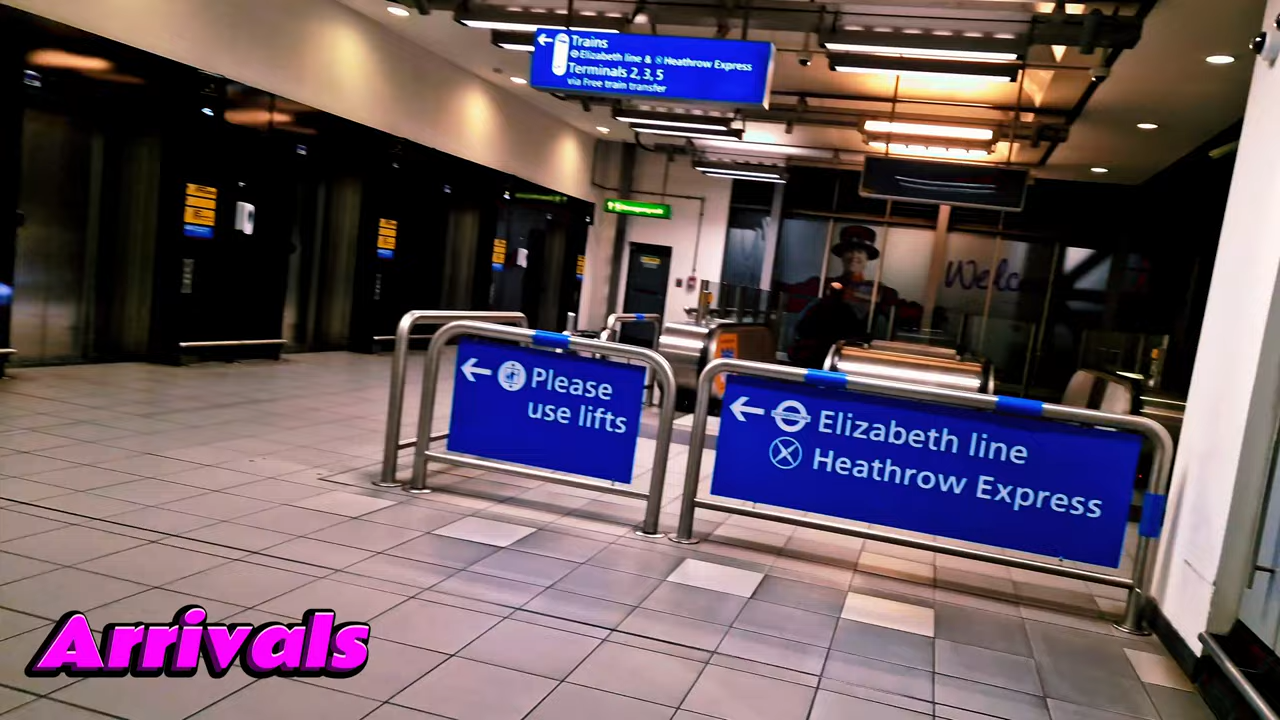 Trains
Elizabeth line & Heathrow Express
Terminals 2, 3, 5
via Free train transfer
Welc
Please
use lifts
Elizabeth line
Heathrow Express
Arrivals